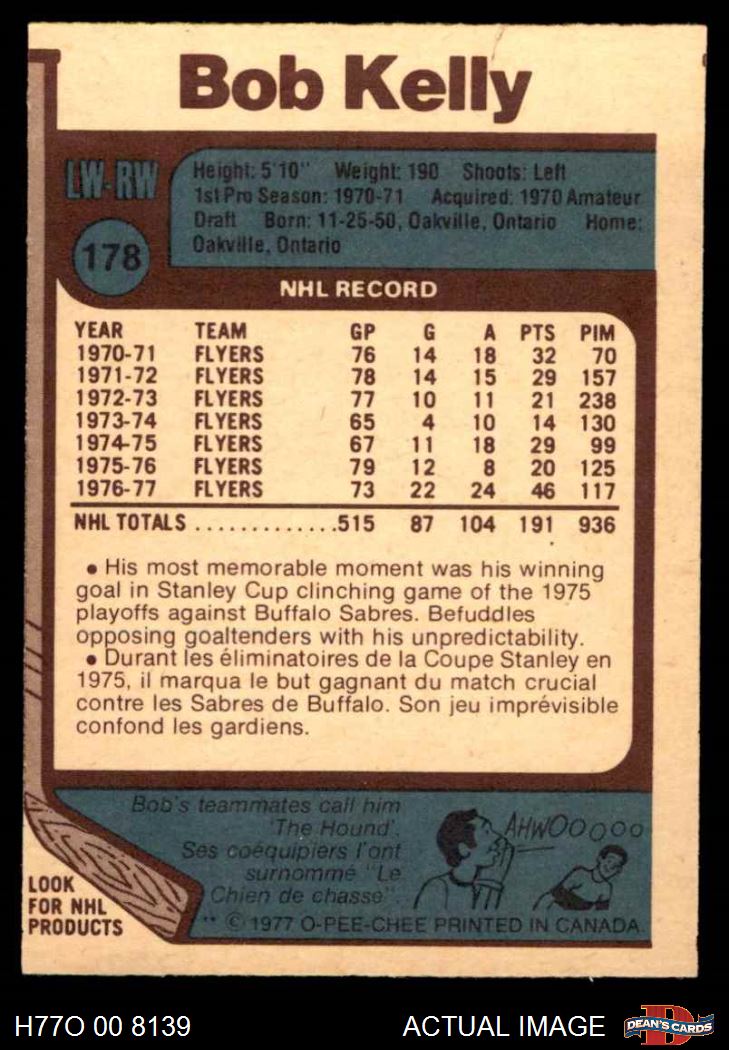 Bob Kelly
LW-RW
178
Height: 5'10" Weight: 190 Shoots: Left
1st Pro Season: 1970-71 Acquired: 1970 Amateur
Draft Born: 11-25-50, Oakville, Ontario Home:
Oakville, Ontario
NHL RECORD
YEAR TEAM GP G A PTS PIM
1970-71 FLYERS 76 14 18 32 70
1971-72 FLYERS 78 14 15 29 157
1972-73 FLYERS 77 10 11 21 238
1973-74 FLYERS 65 4 10 14 130
1974-75 FLYERS 67 11 18 29 99
1975-76 FLYERS 79 12 8 20 125
1976-77 FLYERS 73 22 24 46 117
NHL TOTALS .............515 87 104 191 936
• His most memorable moment was his winning
goal in Stanley Cup clinching game of the 1975
playoffs against Buffalo Sabres. Befuddles
opposing goaltenders with his unpredictability.
• Durant les éliminatoires de la Coupe Stanley en
1975, il marqua le but gagnant du match crucial
contre les Sabres de Buffalo. Son jeu imprévisible
confond les gardiens.
Bob's teammates call him
'The Hound'.
Ses coéquipiers l'ont
surnommé "Le
Chien de chasse".
AHWOOOOO
LOOK
FOR NHL
PRODUCTS
** © 1977 O-PEE-CHEE PRINTED IN CANADA.
H77O 00 8139
ACTUAL IMAGE
DEAN'S CARDS